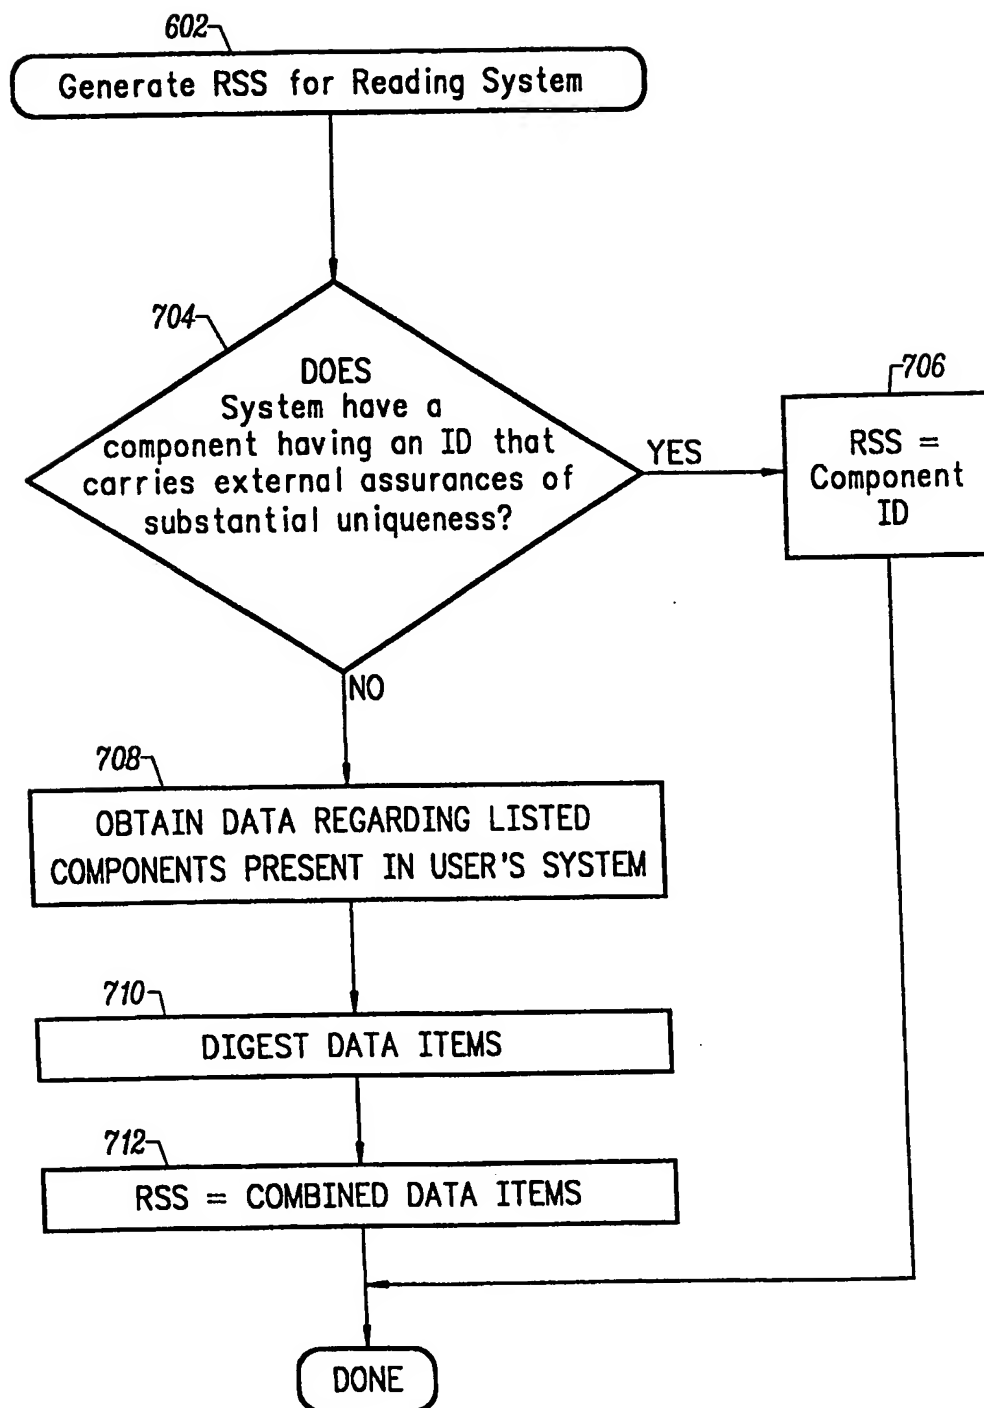 602
Generate RSS for Reading System
704
DOES
System have a
component having an ID that
carries external assurances of
substantial uniqueness?
YES
706
RSS =
Component
ID
NO
708
OBTAIN DATA REGARDING LISTED
COMPONENTS PRESENT IN USER'S SYSTEM
710
DIGEST DATA ITEMS
712
RSS = COMBINED DATA ITEMS
DONE